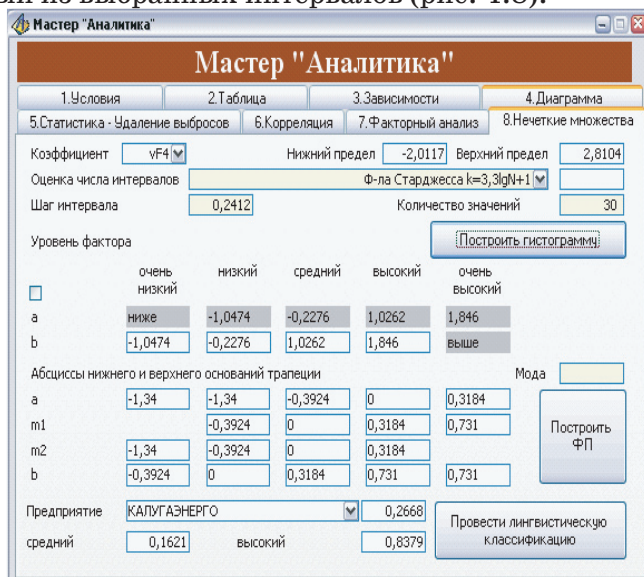 ый из выбранных интервалов (рис. 4.8).
Мастер "Аналитика"
Мастер "Аналитика"
1.Условия 2.Таблица 3.Зависимости 4.Диаграмма
5.Статистика - Удаление выбросов 6.Корреляция 7.Факторный анализ 8.Нечеткие множества
Коэффициент vF4 Нижний предел -2,0117 Верхний предел 2,8104
Оценка числа интервалов Ф-ла Старджесса k=3,3lgN+1
Шаг интервала 0,2412 Количество значений 30
Уровень фактора Построить гистограмму
очень низкий средний высокий очень
низкий высокий
a ниже -1,0474 -0,2276 1,0262 1,846
b -1,0474 -0,2276 1,0262 1,846 выше
Абсциссы нижнего и верхнего оснований трапеции Мода
a -1,34 -1,34 -0,3924 0 0,3184
m1 -0,3924 0 0,3184 0,731
Построить
ФП
m2 -1,34 -0,3924 0 0,3184
b -0,3924 0 0,3184 0,731 0,731
Предприятие КАЛУГАЭНЕРГО 0,2668
Провести лингвистическую
классификацию
средний 0,1621 высокий 0,8379